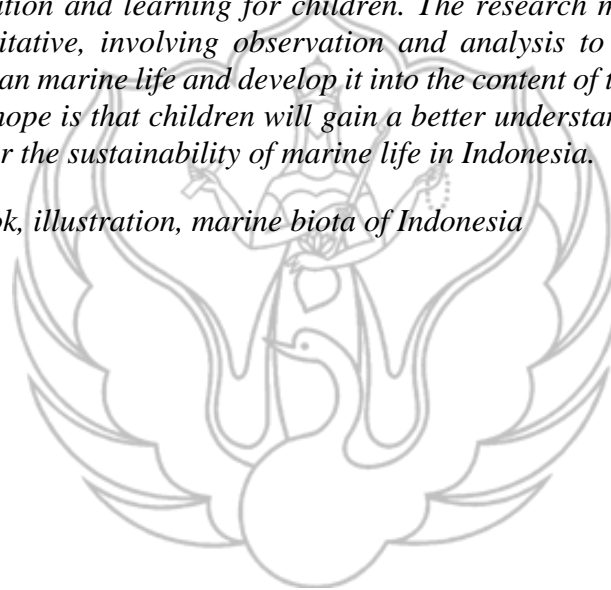 ation and learning for children. The research m
itative, involving observation and analysis to
an marine life and develop it into the content of t
hope is that children will gain a better understan
r the sustainability of marine life in Indonesia.
ok, illustration, marine biota of Indonesia